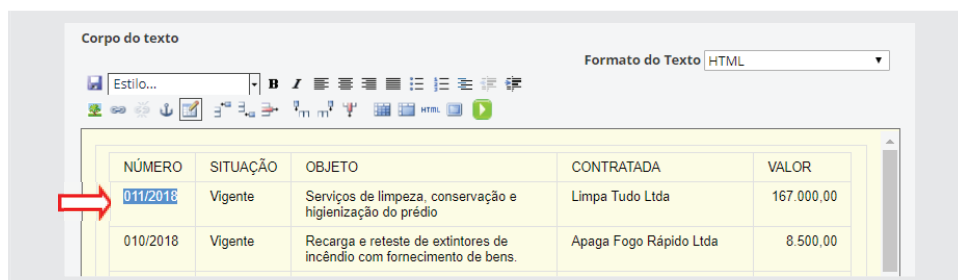 Corpo do texto
Formato do Texto HTML
Estilo... B I
HTML
NÚMERO SITUAÇÃO OBJETO CONTRATADA VALOR
011/2018 Vigente Serviços de limpeza, conservação e higienização do prédio Limpa Tudo Ltda 167.000,00
010/2018 Vigente Recarga e reteste de extintores de incêndio com fornecimento de bens. Apaga Fogo Rápido Ltda 8.500,00